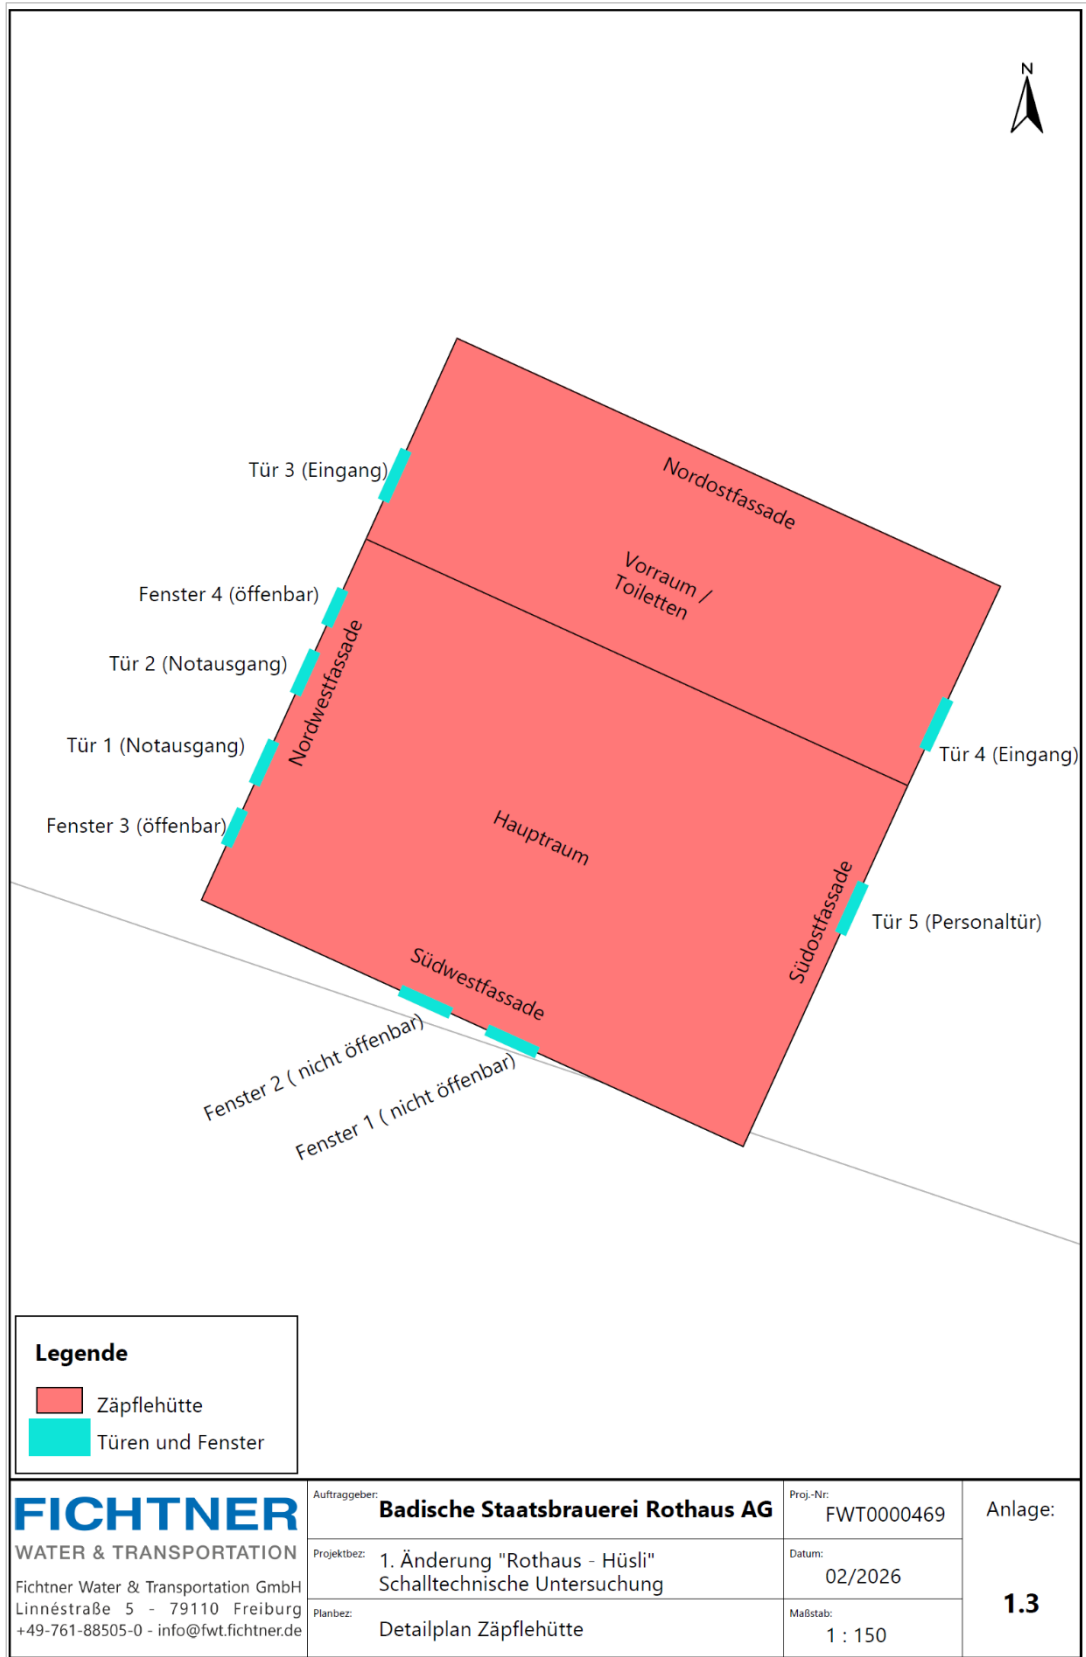 N
Tür 3 (Eingang)
Nordostfassade
Vorraum /
Toiletten
Fenster 4 (öffenbar)
Tür 2 (Notausgang)
Nordwestfassade
Tür 1 (Notausgang)
Tür 4 (Eingang)
Fenster 3 (öffenbar)
Hauptraum
Südostfassade
Tür 5 (Personaltür)
Südwestfassade
Fenster 2 ( nicht öffenbar)
Fenster 1 ( nicht öffenbar)
Legende
Zäpflehütte
Türen und Fenster
FICHTNER
WATER & TRANSPORTATION
Fichtner Water & Transportation GmbH
Linnéstraße 5 - 79110 Freiburg
+49-761-88505-0 - info@fwt.fichtner.de
Auftraggeber:
Badische Staatsbrauerei Rothaus AG
Projektbez:
1. Änderung "Rothaus - Hüsli"
Schalltechnische Untersuchung
Planbez:
Detailplan Zäpflehütte
Proj.-Nr:
FWT0000469
Datum:
02/2026
Maßstab:
1 : 150
Anlage:
1.3